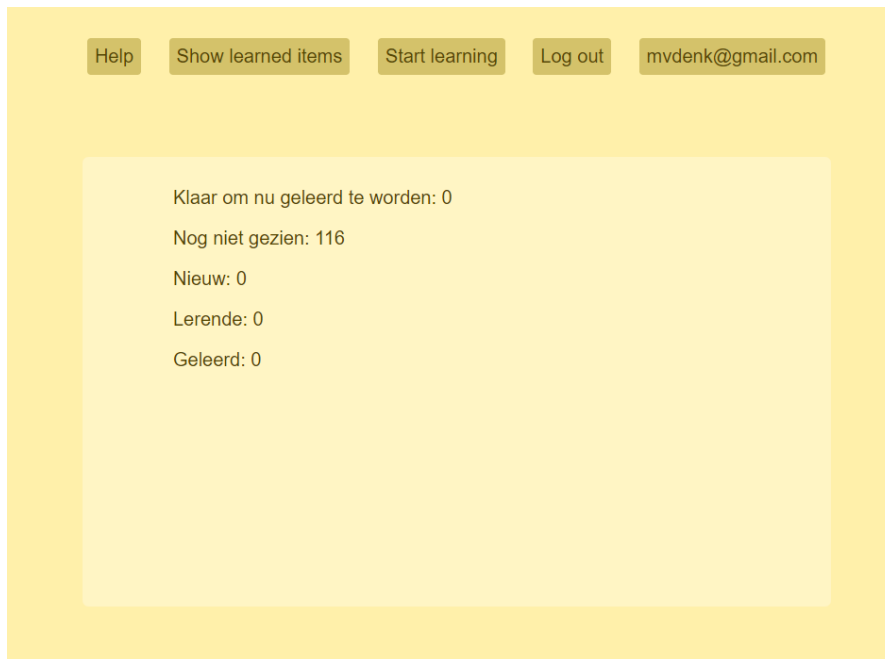 Help Show learned items Start learning Log out mvdenk@gmail.com
Klaar om nu geleerd te worden: 0
Nog niet gezien: 116
Nieuw: 0
Lerende: 0
Geleerd: 0